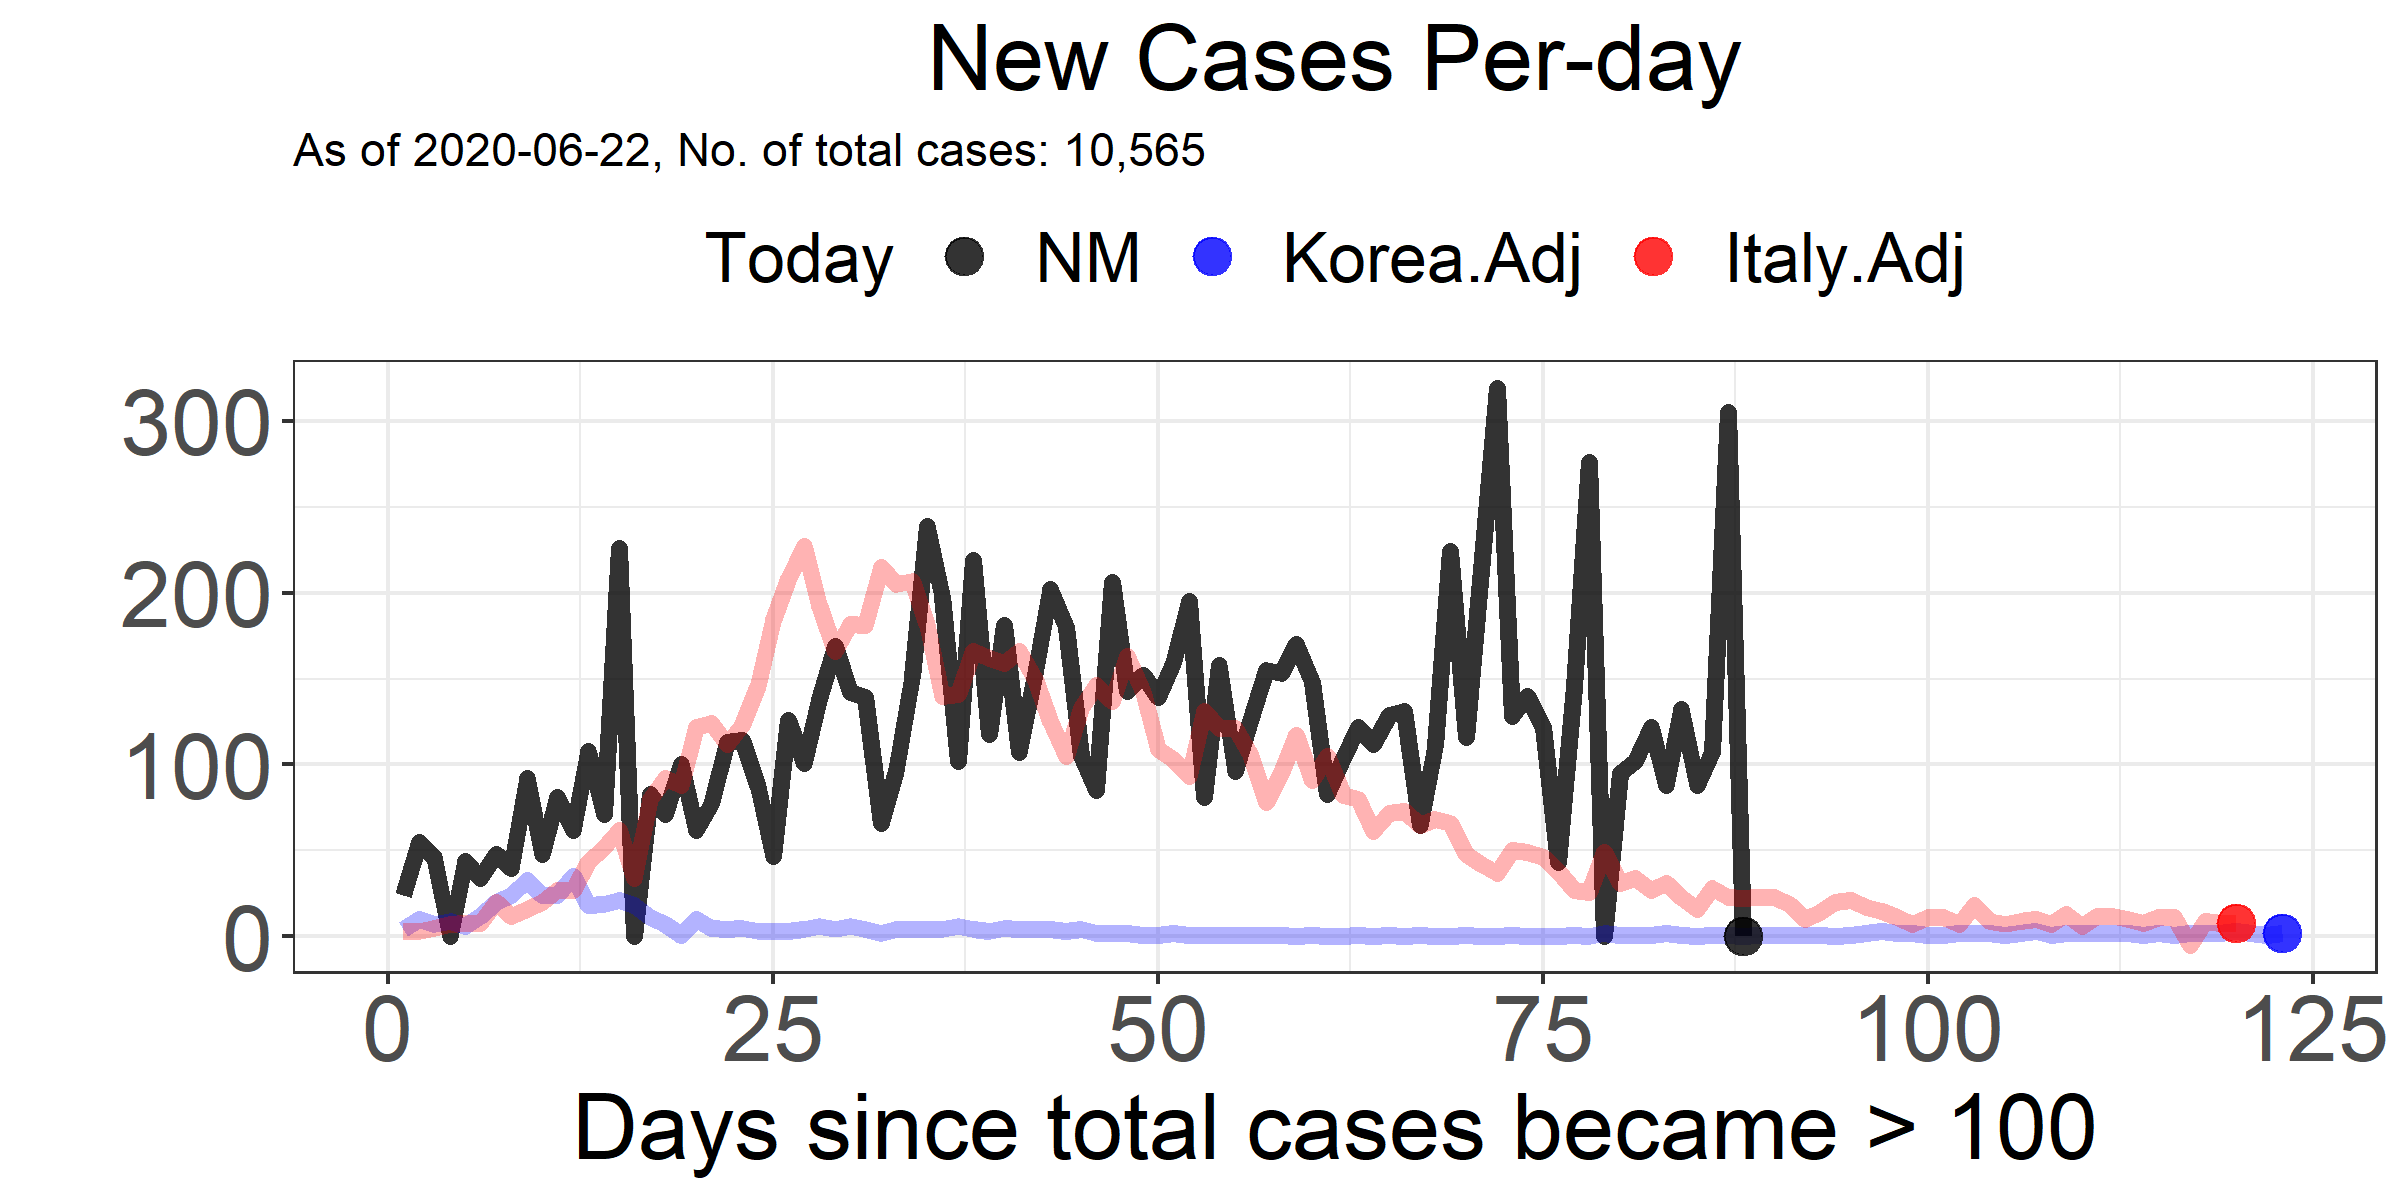 New Cases Per-day
As of 2020-06-22, No. of total cases: 10,565
Today NM Korea.Adj Italy.Adj
300
200
100
0
0 25 50 75 100 125
Days since total cases became > 100